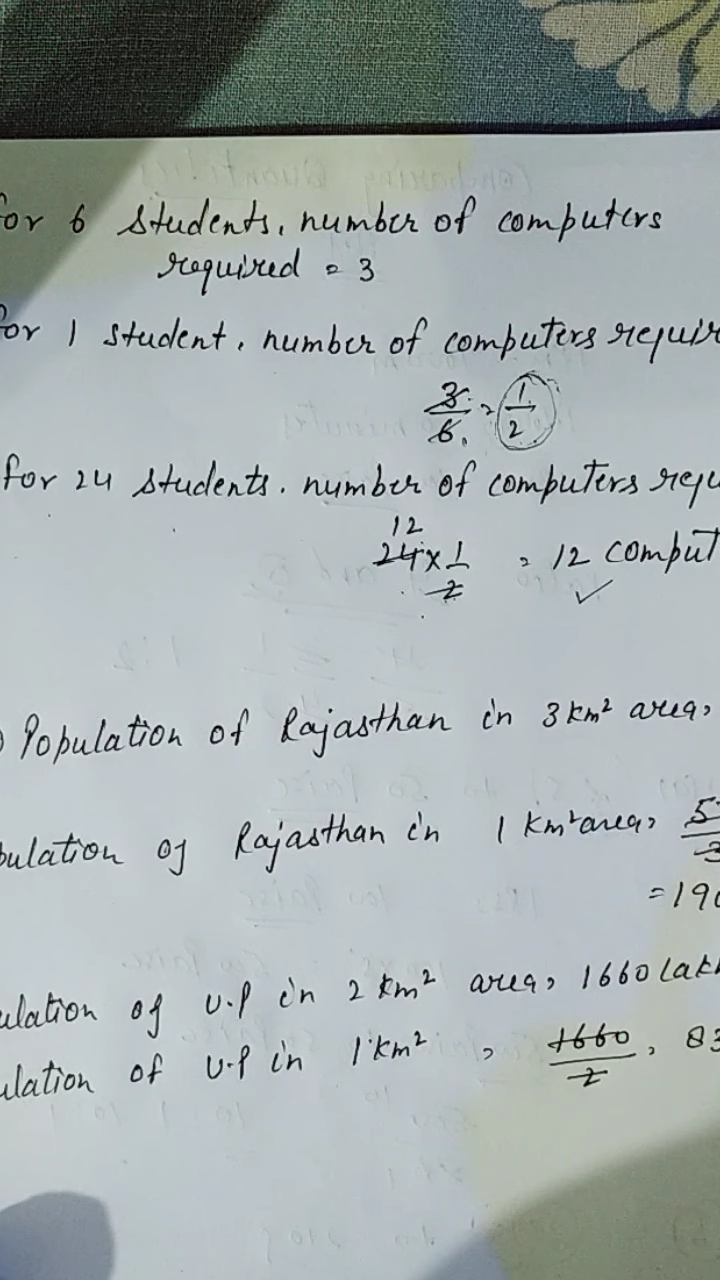 for 6 students, number of computers
required = 3
for 1 student, number of computers requir
3/6 = 1/2
for 24 students. number of computers requ
12
24 × 1/2 = 12 comput
Population of Rajasthan in 3 km² area =
pulation of Rajasthan in 1 km² area =
= 190
ulation of U.P in 2 km² area = 1660 lakh
ulation of U.P in 1 km² = 1660/2 = 83